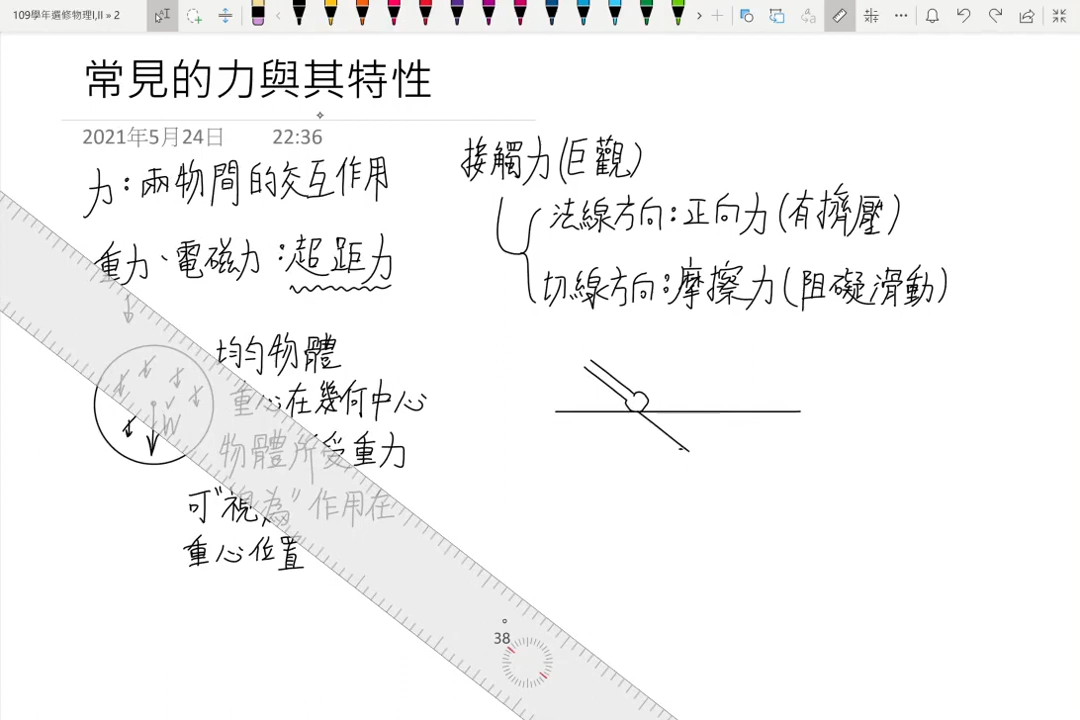 109學年選修物理I,II » 2
常見的力與其特性
2021年5月24日 22:36
力：兩物間的交互作用
重力、電磁力：超距力
均勻物體
重心在幾何中心
物體所受重力
可"視為"作用在
重心位置
W
接觸力(巨觀)
法線方向：正向力(有擠壓)
切線方向：摩擦力(阻礙滑動)
38